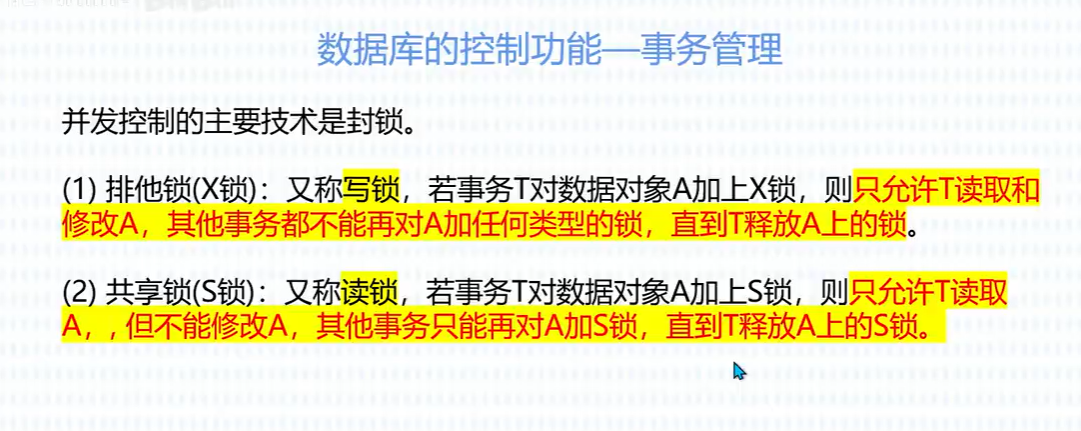 数据库的控制功能—事务管理
并发控制的主要技术是封锁。
(1) 排他锁(X锁)：又称写锁，若事务T对数据对象A加上X锁，则只允许T读取和
修改A，其他事务都不能再对A加任何类型的锁，直到T释放A上的锁。
(2) 共享锁(S锁)：又称读锁，若事务T对数据对象A加上S锁，则只允许T读取
A，, 但不能修改A，其他事务只能再对A加S锁，直到T释放A上的S锁。